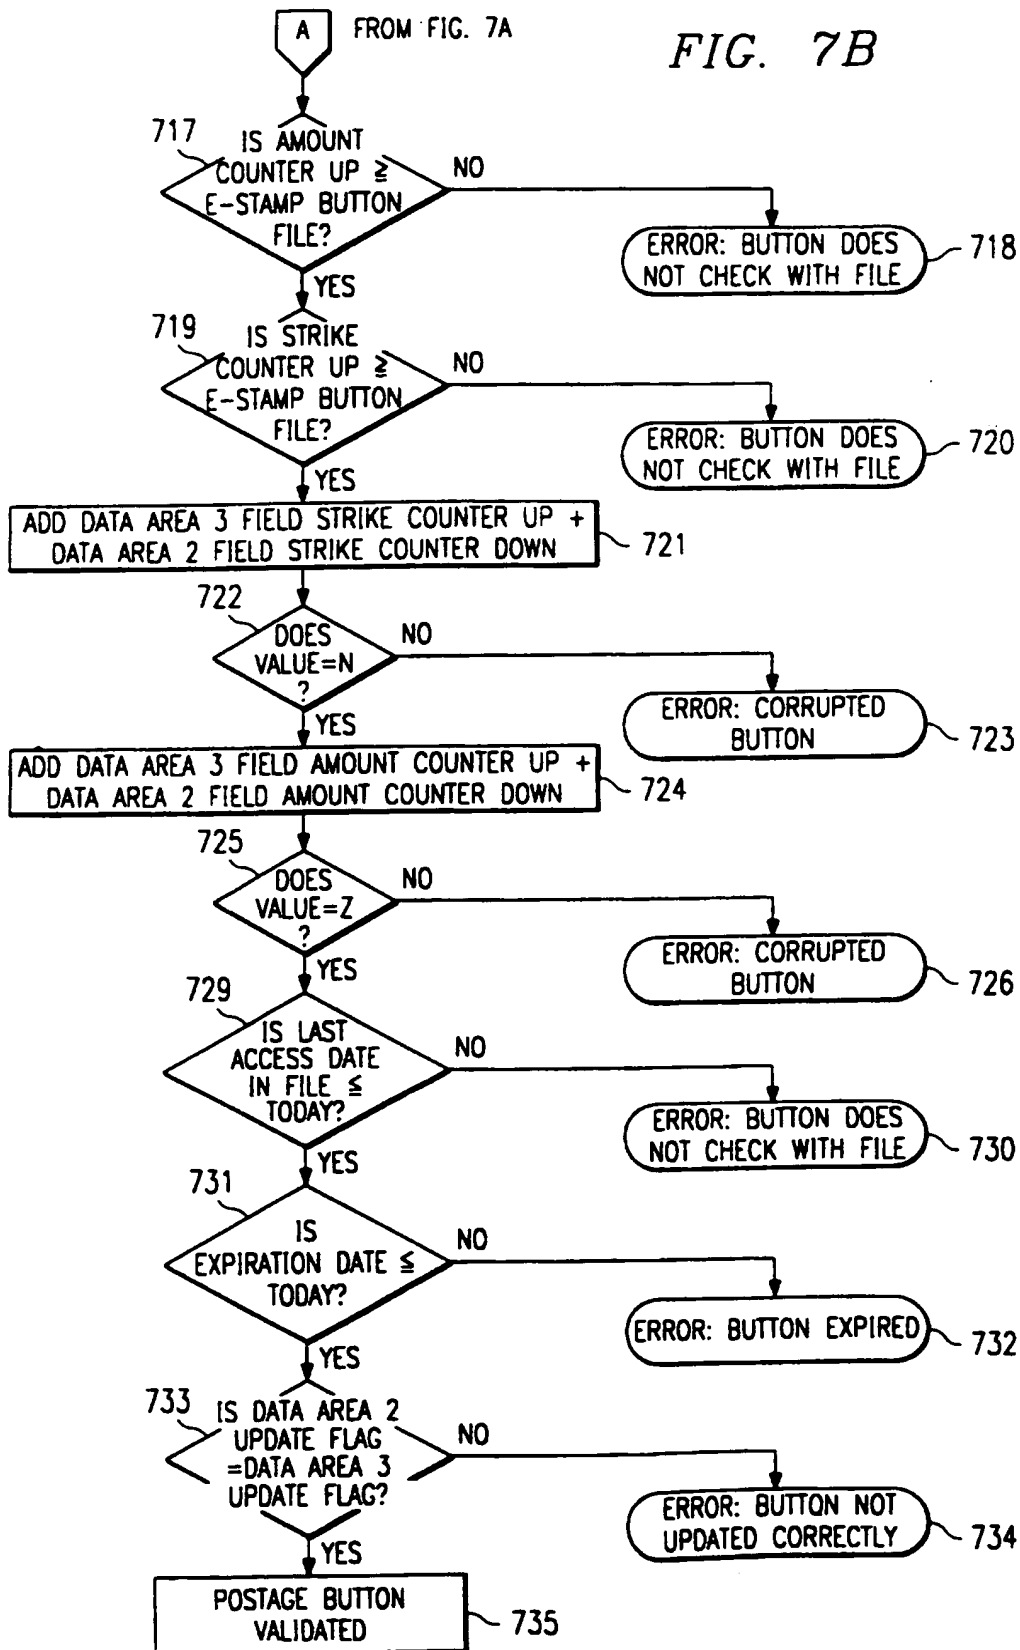 A FROM FIG. 7A
FIG. 7B
717
IS AMOUNT
COUNTER UP ≧
E-STAMP BUTTON
FILE?
NO
ERROR: BUTTON DOES
NOT CHECK WITH FILE
718
YES
719
IS STRIKE
COUNTER UP ≧
E-STAMP BUTTON
FILE?
NO
ERROR: BUTTON DOES
NOT CHECK WITH FILE
720
YES
ADD DATA AREA 3 FIELD STRIKE COUNTER UP +
DATA AREA 2 FIELD STRIKE COUNTER DOWN
721
722
DOES
VALUE=N
?
NO
ERROR: CORRUPTED
BUTTON
723
YES
ADD DATA AREA 3 FIELD AMOUNT COUNTER UP +
DATA AREA 2 FIELD AMOUNT COUNTER DOWN
724
725
DOES
VALUE=Z
?
NO
ERROR: CORRUPTED
BUTTON
726
YES
729
IS LAST
ACCESS DATE
IN FILE ≦
TODAY?
NO
ERROR: BUTTON DOES
NOT CHECK WITH FILE
730
YES
731
IS
EXPIRATION DATE ≦
TODAY?
NO
ERROR: BUTTON EXPIRED
732
YES
733
IS DATA AREA 2
UPDATE FLAG
=DATA AREA 3
UPDATE FLAG?
NO
ERROR: BUTTON NOT
UPDATED CORRECTLY
734
YES
POSTAGE BUTTON
VALIDATED
735